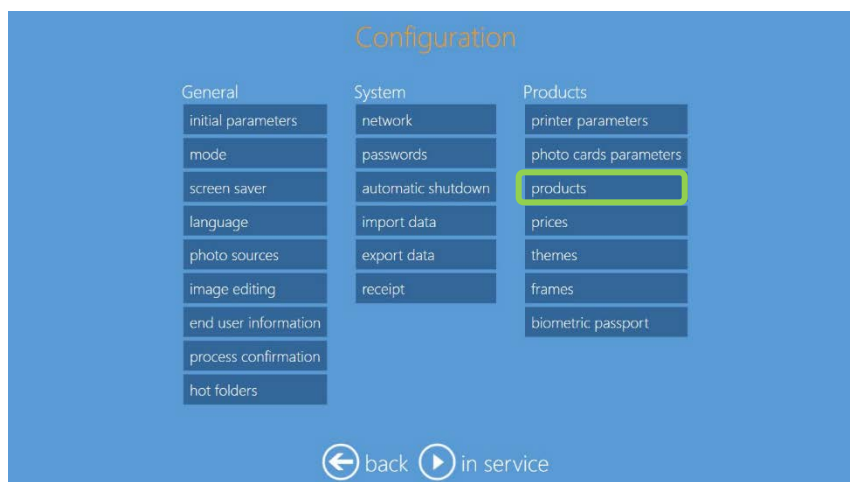 Configuration
General
initial parameters
mode
screen saver
language
photo sources
image editing
end user information
process confirmation
hot folders
System
network
passwords
automatic shutdown
import data
export data
receipt
Products
printer parameters
photo cards parameters
products
prices
themes
frames
biometric passport
back in service